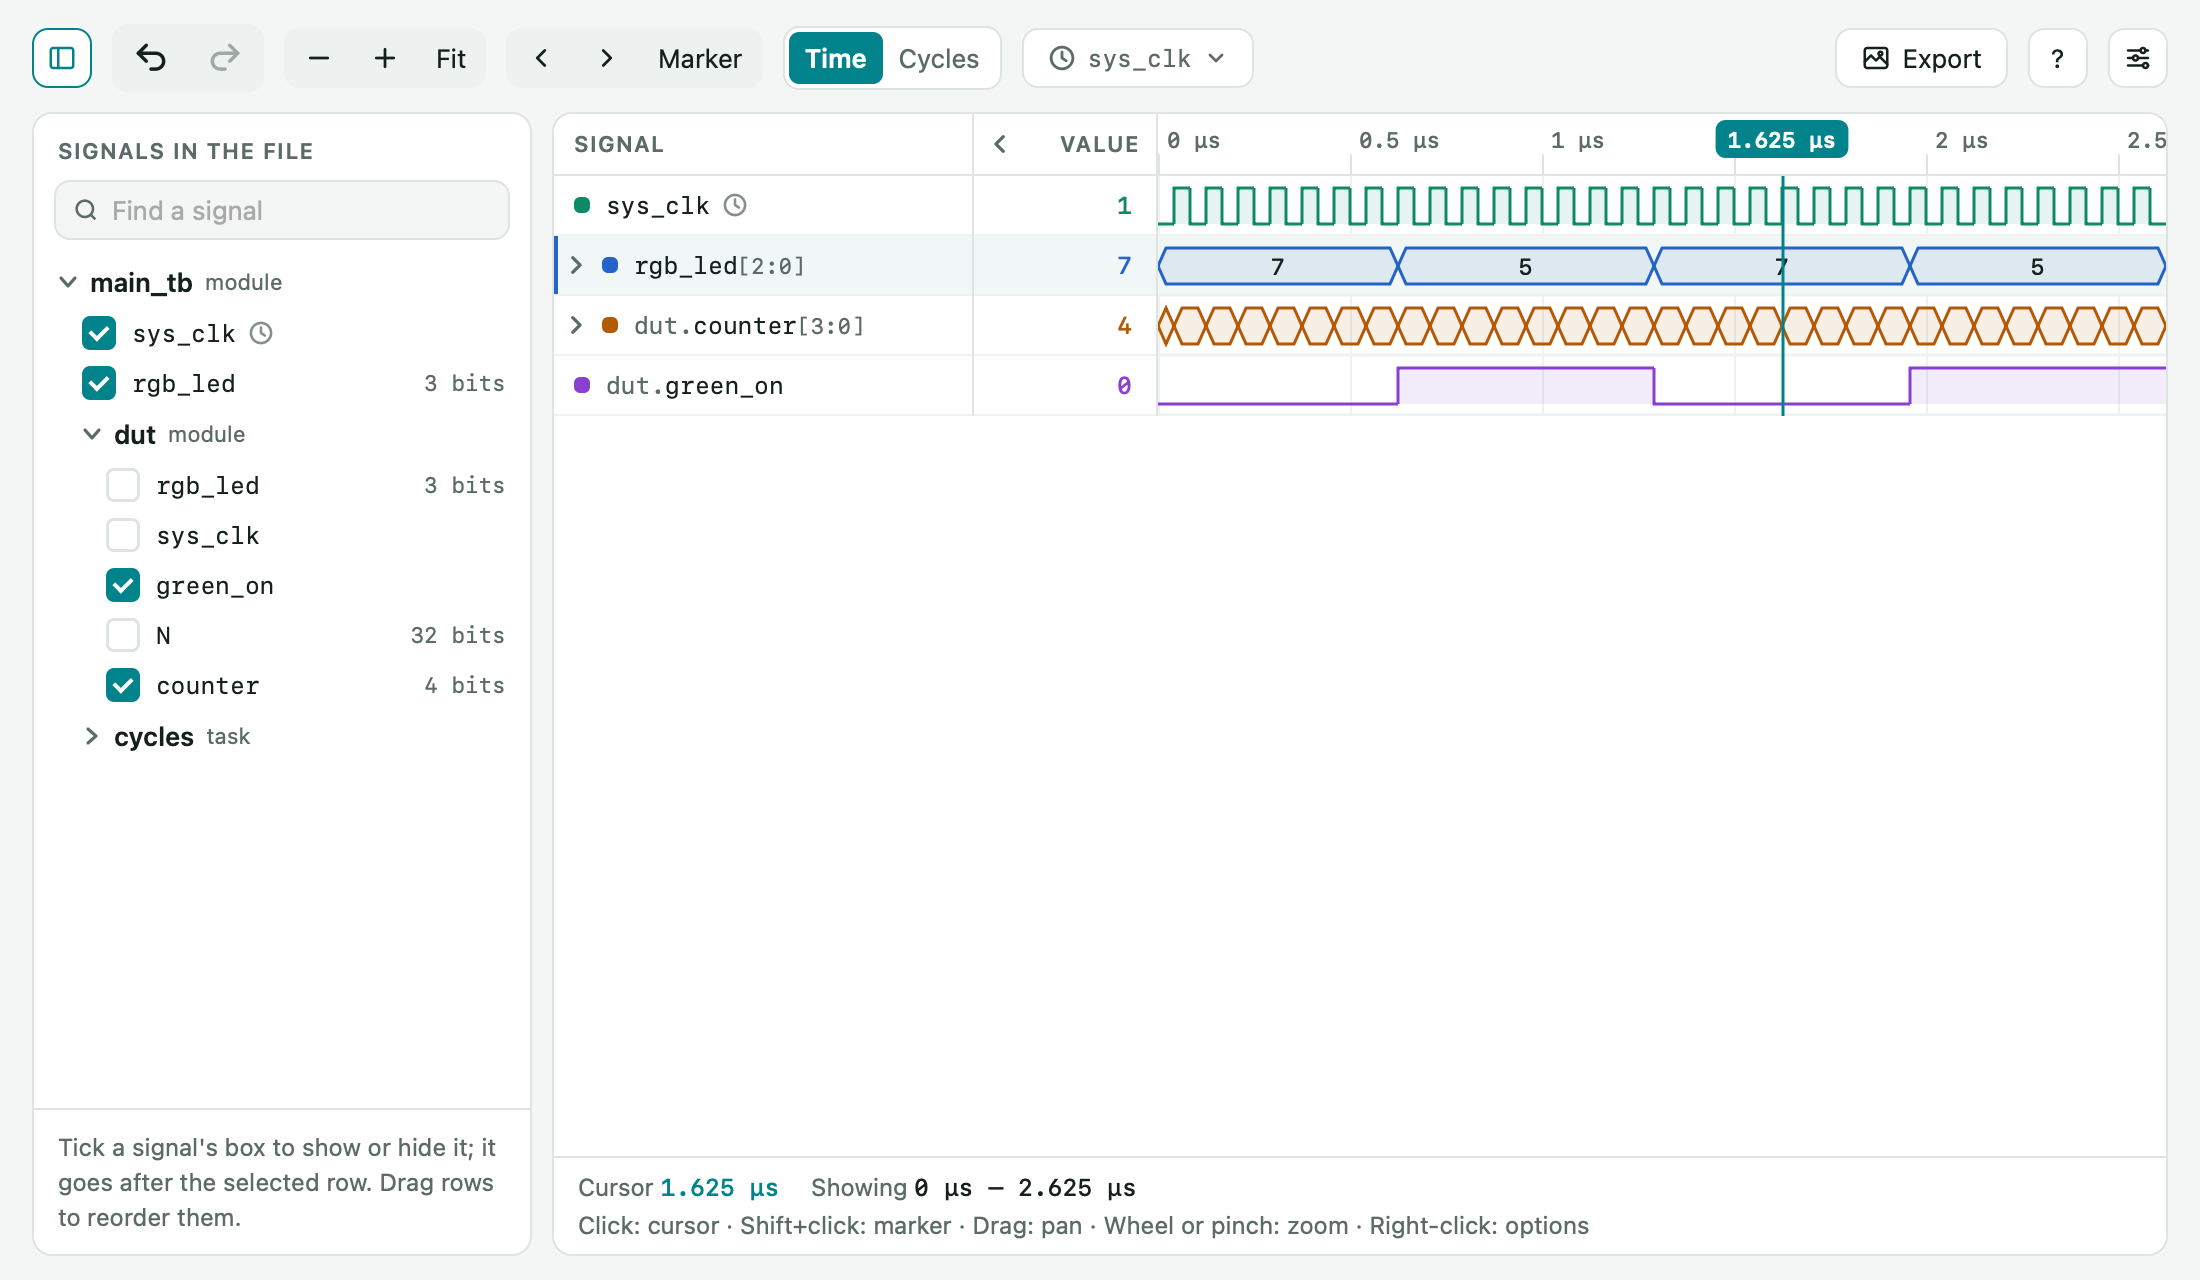 Fit
Marker
Time
Cycles
sys_clk
Export
?
SIGNALS IN THE FILE
Find a signal
main_tb module
sys_clk
rgb_led 3 bits
dut module
rgb_led 3 bits
sys_clk
green_on
N 32 bits
counter 4 bits
cycles task
Tick a signal's box to show or hide it; it
goes after the selected row. Drag rows
to reorder them.
SIGNAL VALUE 0 µs 0.5 µs 1 µs 1.625 µs 2 µs 2.5
sys_clk 1
rgb_led[2:0] 7 7 5 7 5
dut.counter[3:0] 4
dut.green_on 0
Cursor 1.625 µs Showing 0 µs – 2.625 µs
Click: cursor · Shift+click: marker · Drag: pan · Wheel or pinch: zoom · Right-click: options